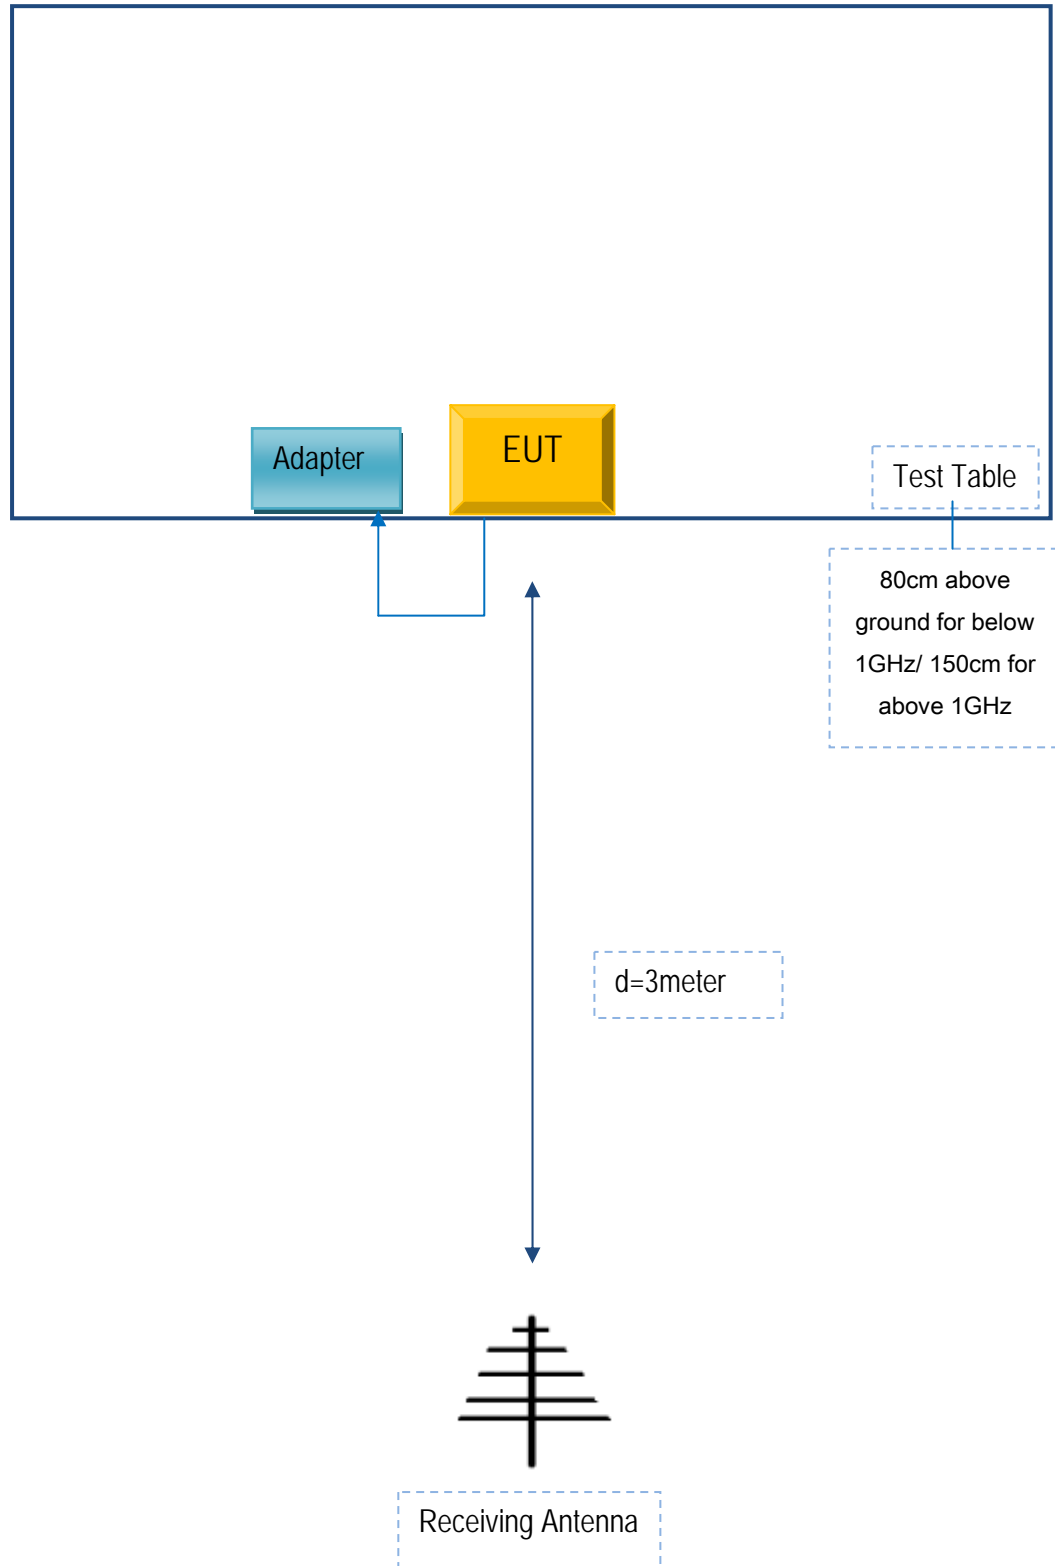 EUT
Adapter
Test Table
80cm above
ground for below
1GHz/ 150cm for
above 1GHz
d=3meter
Receiving Antenna